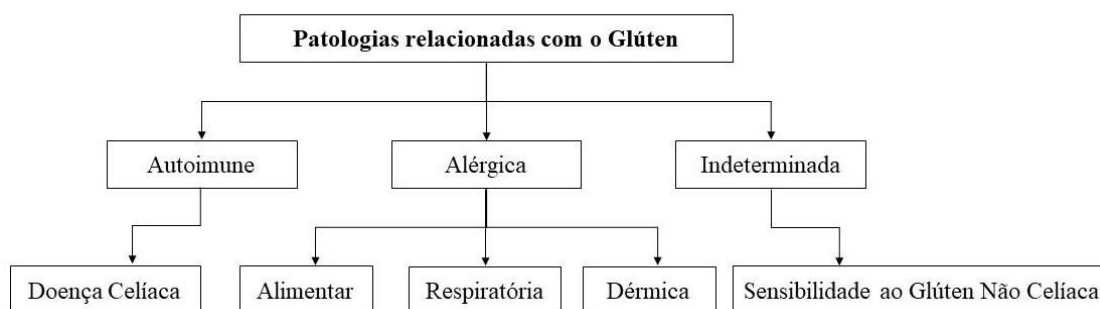 Patologias relacionadas com o Glúten
Autoimune
Alérgica
Indeterminada
Doença Celíaca
Alimentar
Respiratória
Dérmica
Sensibilidade ao Glúten Não Celíaca